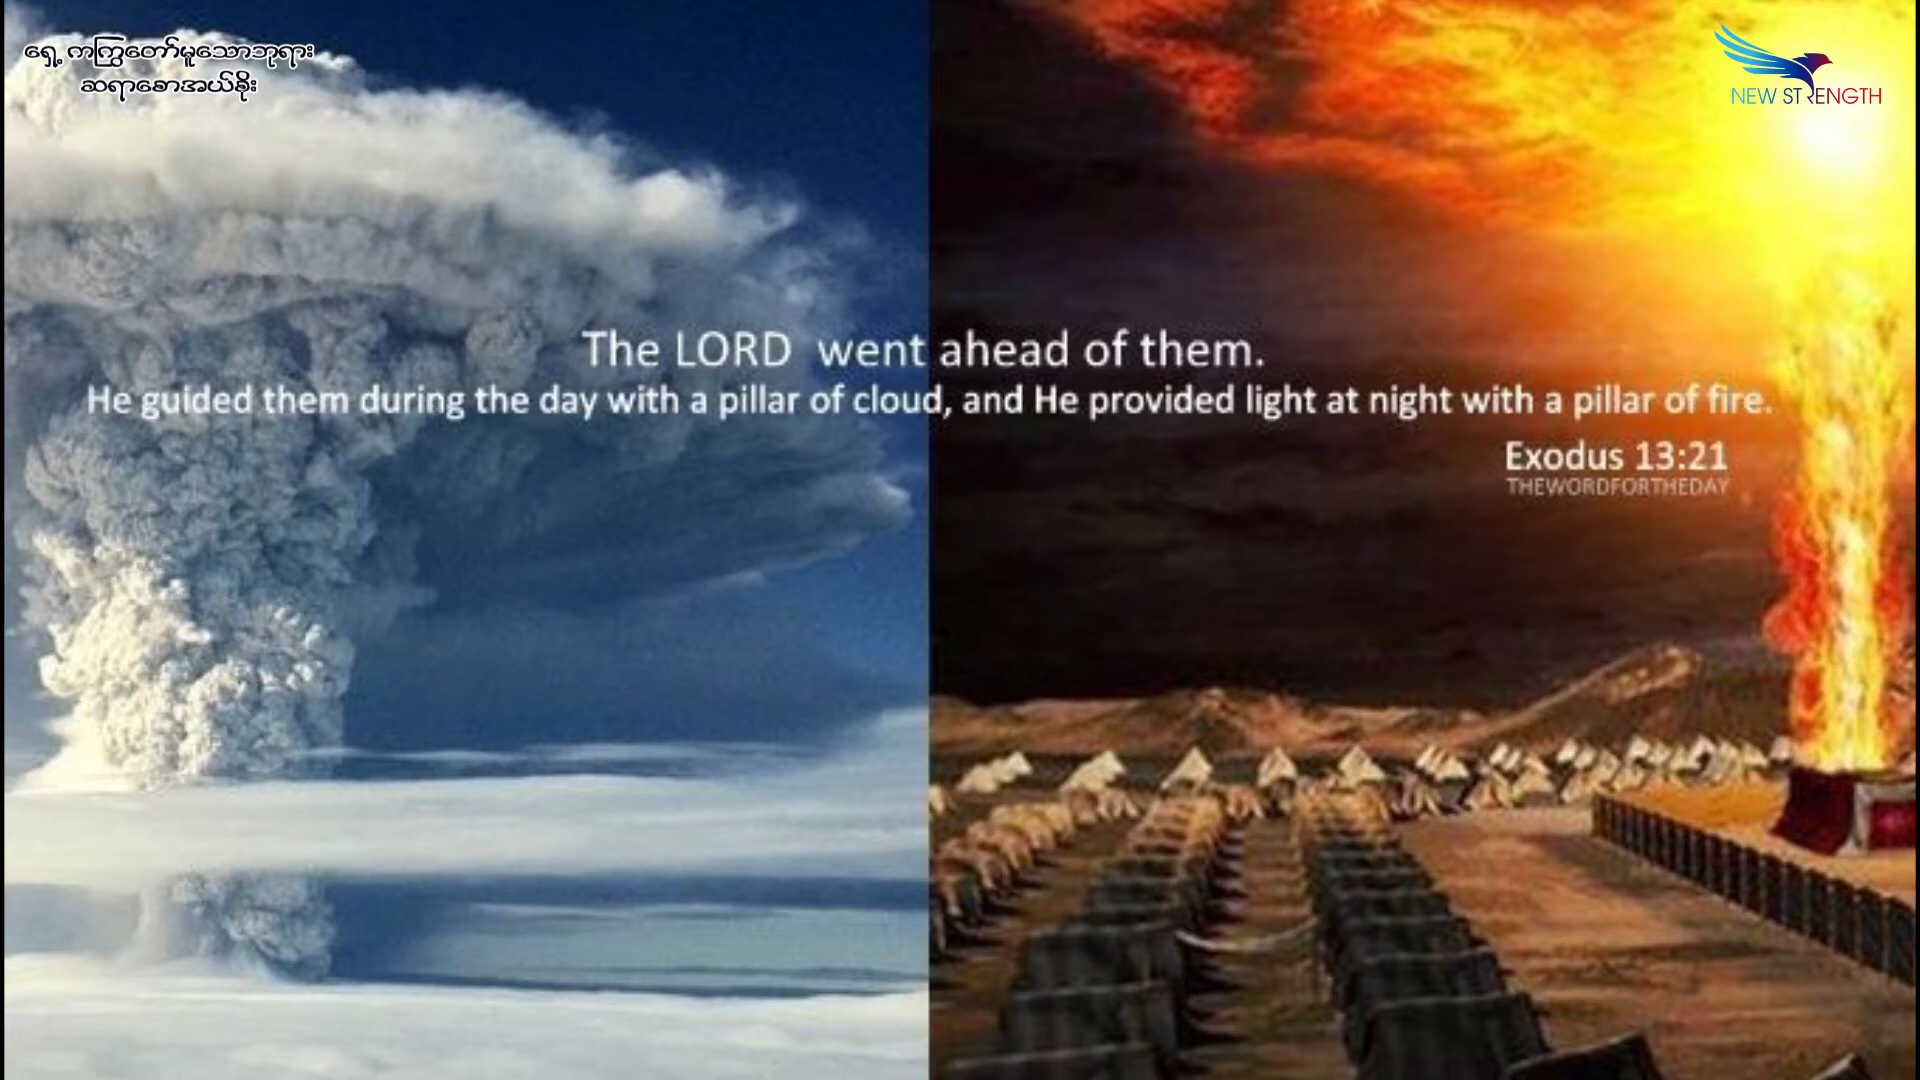 ရှေ့ကကြွတော်မူသောဘုရား
ဆရာစောအယ်ခိုး
NEW STRENGTH
The LORD went ahead of them.
He guided them during the day with a pillar of cloud, and He provided light at night with a pillar of fire.
Exodus 13:21
THEWORDFORTHEDAY